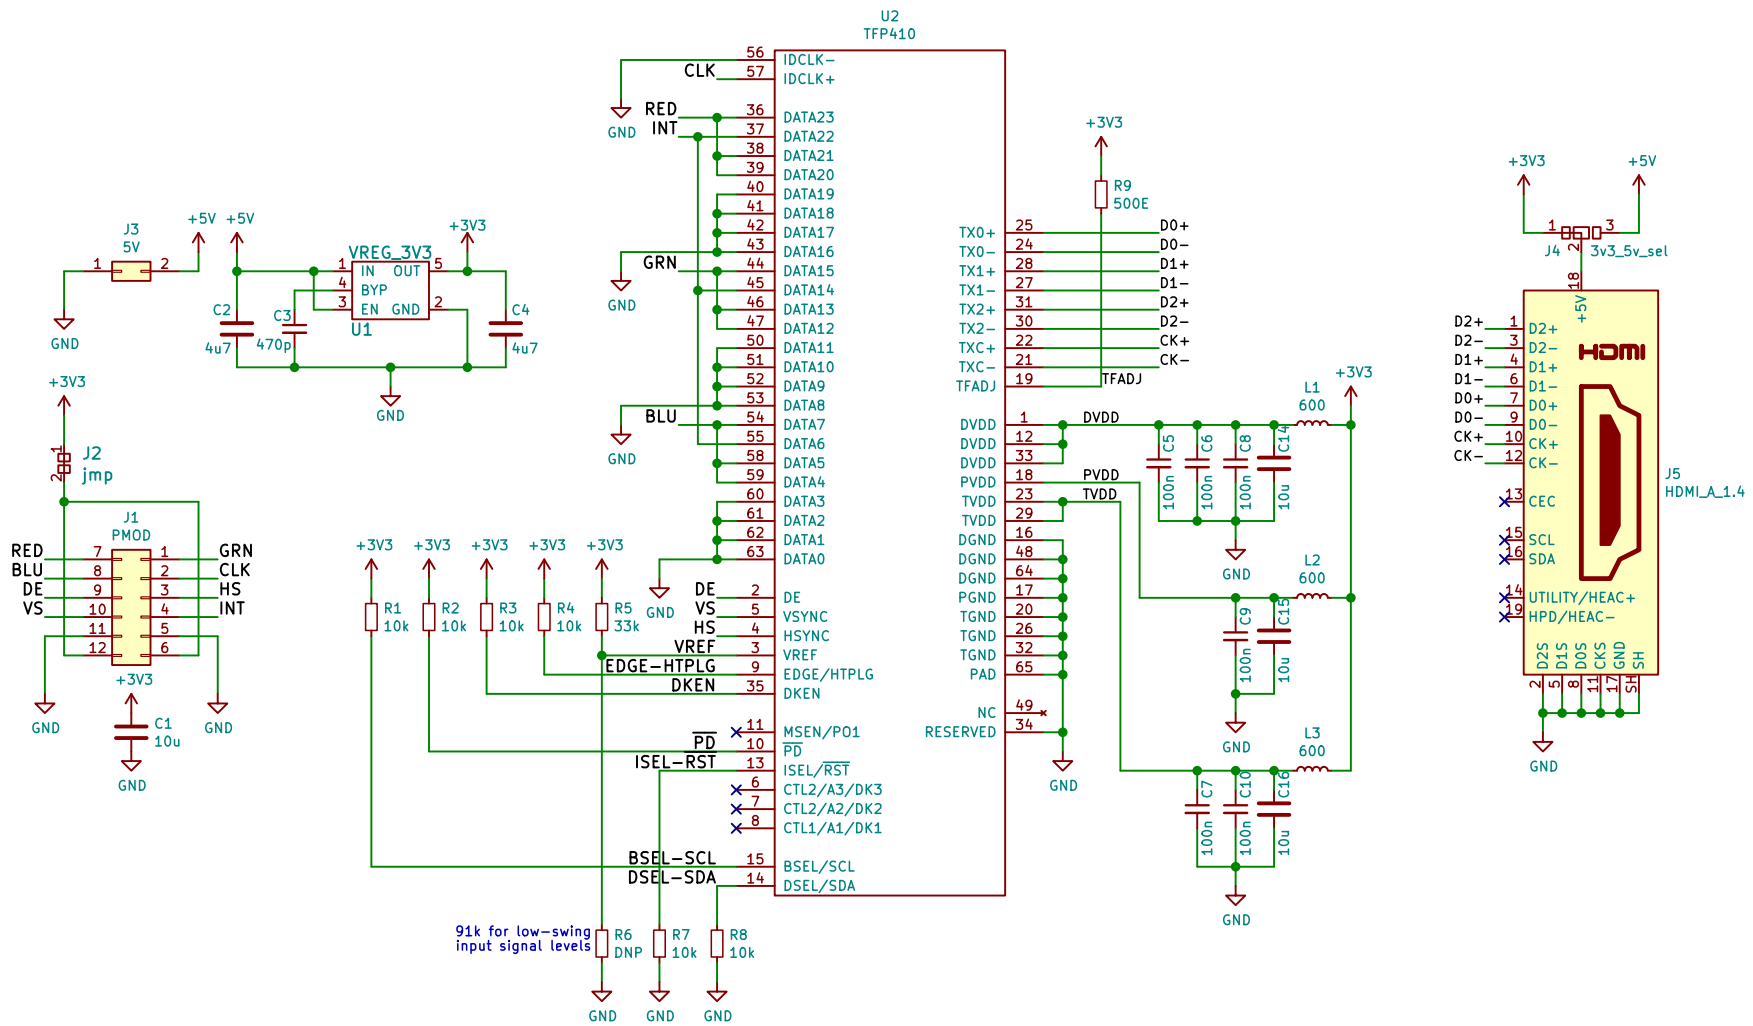 U2
TFP410
56 IDCLK-
CLK 57 IDCLK+
GND
RED 36 DATA23
INT 37 DATA22
38 DATA21
39 DATA20
40 DATA19
41 DATA18
42 DATA17
43 DATA16
GND
GRN 44 DATA15
45 DATA14
46 DATA13
47 DATA12
50 DATA11
51 DATA10
52 DATA9
53 DATA8
GND
BLU 54 DATA7
55 DATA6
58 DATA5
59 DATA4
60 DATA3
61 DATA2
62 DATA1
63 DATA0
GND
DE 2 DE
VS 5 VSYNC
HS 4 HSYNC
VREF 3 VREF
EDGE-HTPLG 9 EDGE/HTPLG
DKEN 35 DKEN
11 MSEN/PO1
PD 10 PD
ISEL-RST 13 ISEL/RST
6 CTL2/A3/DK3
7 CTL2/A2/DK2
8 CTL1/A1/DK1
BSEL-SCL 15 BSEL/SCL
DSEL-SDA 14 DSEL/SDA
TX0+ 25 D0+
TX0- 24 D0-
TX1+ 28 D1+
TX1- 27 D1-
TX2+ 31 D2+
TX2- 30 D2-
TXC+ 22 CK+
TXC- 21 CK-
TFADJ 19 TFADJ
DVDD 1 DVDD
DVDD 12
DVDD 33
PVDD 18 PVDD
TVDD 23 TVDD
TVDD 29
DGND 16
DGND 48
DGND 64
PGND 17
TGND 20
TGND 26
TGND 32
PAD 65
NC 49
RESERVED 34
GND
+3V3
R9
500E
J3
5V
1 2
+5V
GND
+5V
VREG_3V3
+3V3
1 IN OUT 5
4 BYP
3 EN GND 2
U1
C2
4u7
C3
470p
C4
4u7
GND
+3V3
1
2
J2
jmp
J1
PMOD
RED 7 1 GRN
BLU 8 2 CLK
DE 9 3 HS
VS 10 4 INT
11 5
12 6
GND
GND
+3V3
C1
10u
GND
+3V3
+3V3
+3V3
+3V3
+3V3
R1
10k
R2
10k
R3
10k
R4
10k
R5
33k
91k for low-swing
input signal levels
R6
DNP
R7
10k
R8
10k
GND
GND
GND
+3V3
L1
600
C5
100n
C6
100n
C8
100n
C14
10u
GND
L2
600
C9
100n
C15
10u
GND
L3
600
C7
100n
C10
100n
C16
10u
GND
+3V3
+5V
1 3
2
J4 3v3_5v_sel
18
+5V
HDMI
D2+ 1 D2+
D2- 3 D2-
D1+ 4 D1+
D1- 6 D1-
D0+ 7 D0+
D0- 9 D0-
CK+ 10 CK+
CK- 12 CK-
13 CEC
15 SCL
16 SDA
14 UTILITY/HEAC+
19 HPD/HEAC-
J5
HDMI_A_1.4
D2S D1S D0S CKS GND SH
2 5 8 11 17 SH
GND